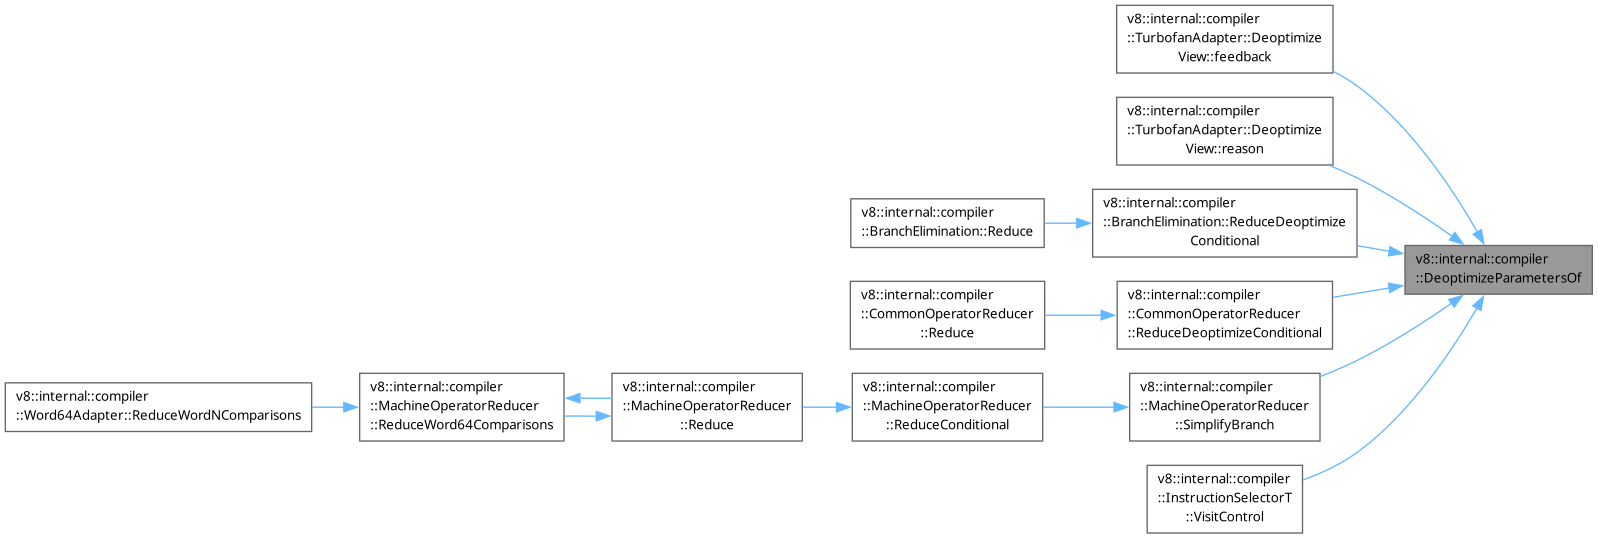 v8::internal::compiler
::TurbofanAdapter::Deoptimize
View::feedback
v8::internal::compiler
::TurbofanAdapter::Deoptimize
View::reason
v8::internal::compiler
::BranchElimination::Reduce
v8::internal::compiler
::BranchElimination::ReduceDeoptimize
Conditional
v8::internal::compiler
::DeoptimizeParametersOf
v8::internal::compiler
::CommonOperatorReducer
::Reduce
v8::internal::compiler
::CommonOperatorReducer
::ReduceDeoptimizeConditional
v8::internal::compiler
::Word64Adapter::ReduceWordNComparisons
v8::internal::compiler
::MachineOperatorReducer
::ReduceWord64Comparisons
v8::internal::compiler
::MachineOperatorReducer
::Reduce
v8::internal::compiler
::MachineOperatorReducer
::ReduceConditional
v8::internal::compiler
::MachineOperatorReducer
::SimplifyBranch
v8::internal::compiler
::InstructionSelectorT
::VisitControl